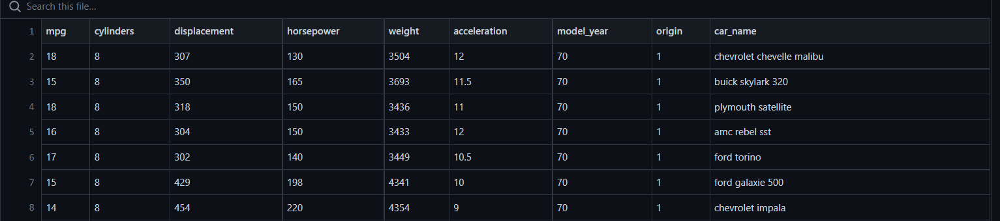 Search this file...
1 mpg cylinders displacement horsepower weight acceleration model_year origin car_name
2 18 8 307 130 3504 12 70 1 chevrolet chevelle malibu
3 15 8 350 165 3693 11.5 70 1 buick skylark 320
4 18 8 318 150 3436 11 70 1 plymouth satellite
5 16 8 304 150 3433 12 70 1 amc rebel sst
6 17 8 302 140 3449 10.5 70 1 ford torino
7 15 8 429 198 4341 10 70 1 ford galaxie 500
8 14 8 454 220 4354 9 70 1 chevrolet impala